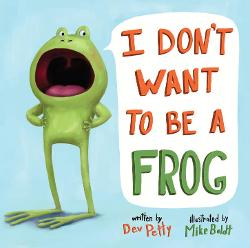 I DON'T
WANT
TO BE A
FROG
written by
Dev Petty
illustrated by
Mike Boldt